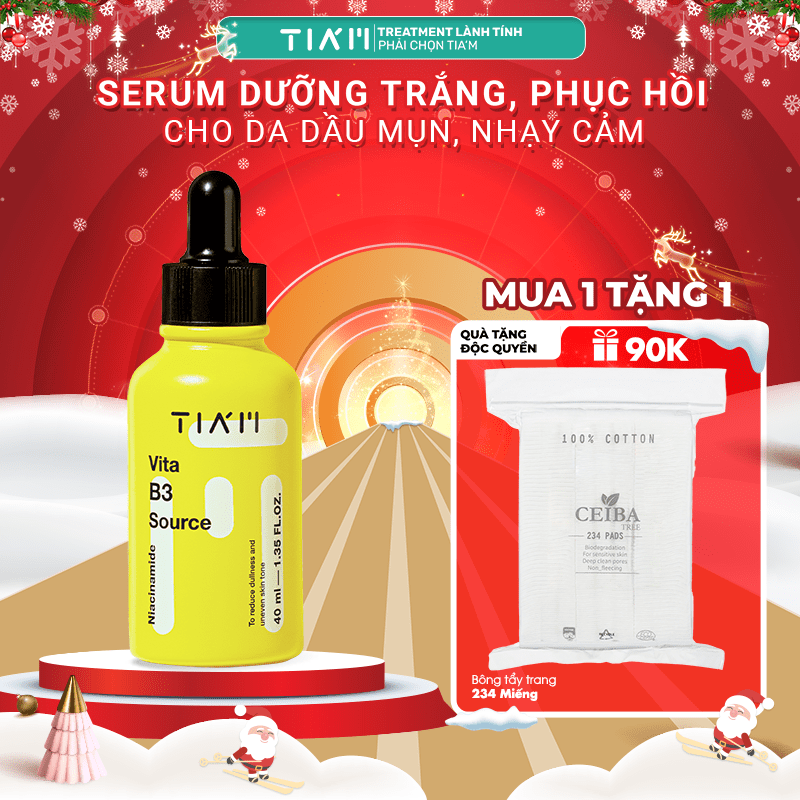 TIA'M
TREATMENT LÀNH TÍNH
PHẢI CHỌN TIA'M
SERUM DƯỠNG TRẮNG, PHỤC HỒI
CHO DA DẦU MỤN, NHẠY CẢM
MUA 1 TẶNG 1
QUÀ TẶNG
ĐỘC QUYỀN
90K
TIA'M
Vita
B3
Source
Niacinamide
To reduce dullness and
uneven skin tone
40 ml — 1.35 FL.OZ.
100% COTTON
CEIBA
TREE
234 PADS
Biodegradation
For sensitive skin
Deep clean pores
Non_fleecing
Bông tẩy trang
234 Miếng